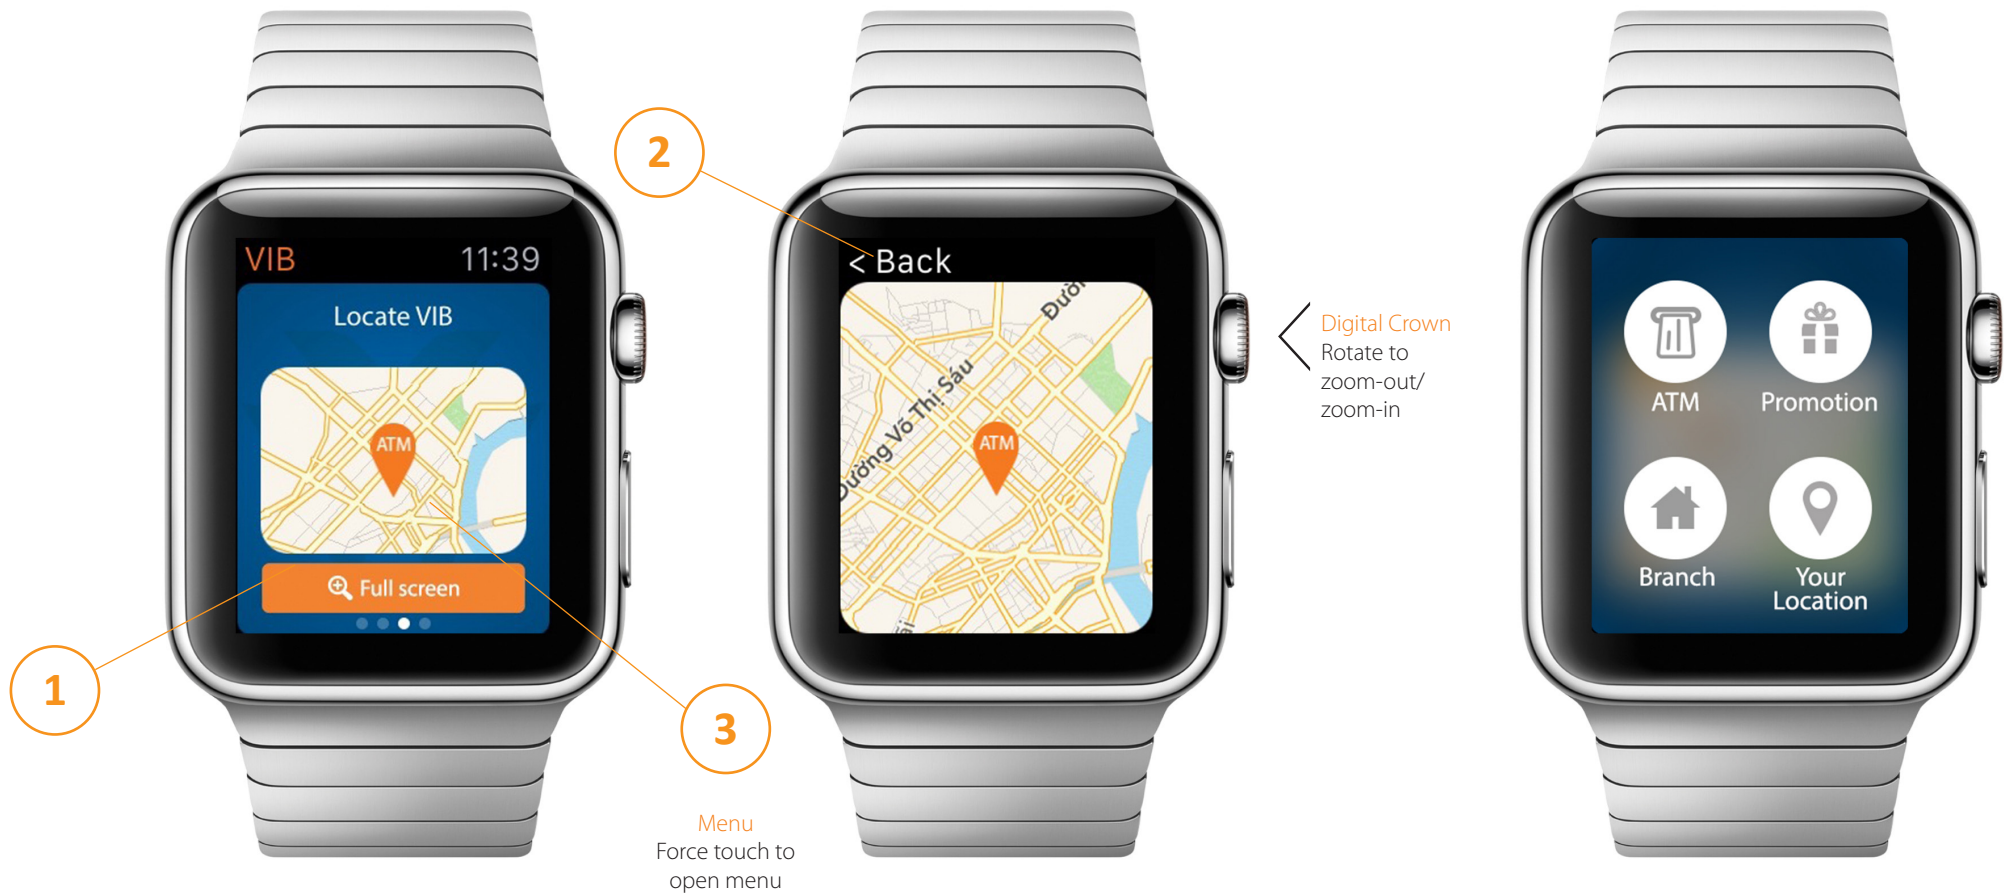 VIB 11:39
Locate VIB
ATM
Full screen
1
2
< Back
Đườn
Đường Võ Thị Sáu
ATM
3
Menu
Force touch to
open menu
Digital Crown
Rotate to
zoom-out/
zoom-in
ATM Promotion
Branch Your
Location